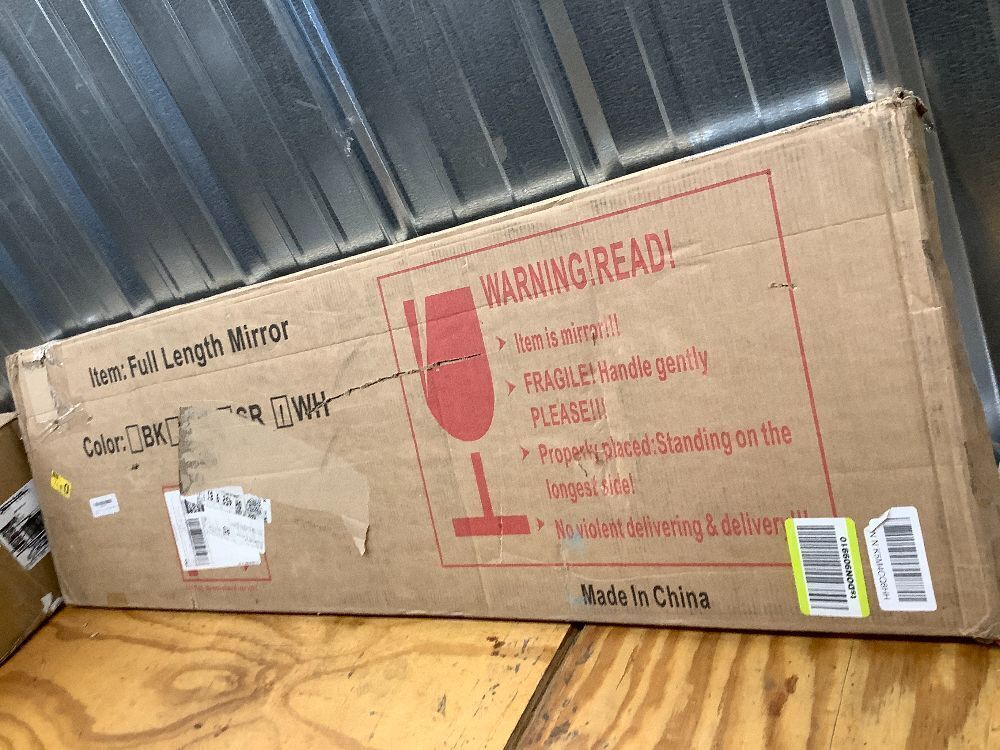 Item: Full Length Mirror
Color: BK SR WH
WARNING!READ!
Item is mirror!!!
FRAGILE! Handle gently
PLEASE!!!
Properly placed:Standing on the
longest side!
No violent delivering & delivery!!!
Made In China